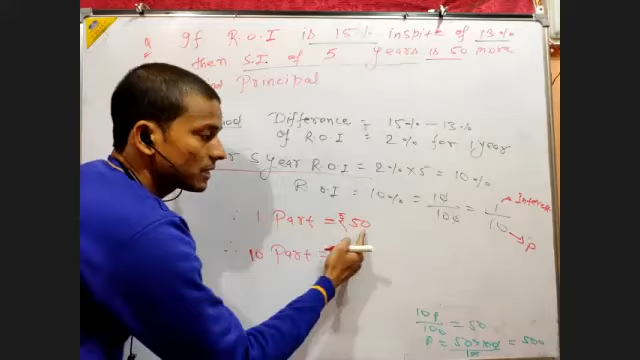 Q If R.O.I is 15% inspite of 13%
then S.I. of 5 years is 50 more
Principal
Difference = 15% - 13%
of R.O.I = 2% for 1 year
5 year R.O.I = 2% × 5 = 10%
R.O.I = 10% = 10/100 = 1/10 → Interest → P
∴ 1 Part = ₹50
∴ 10 Part =
10P/100 = 50
P = 50×100/10 = 500